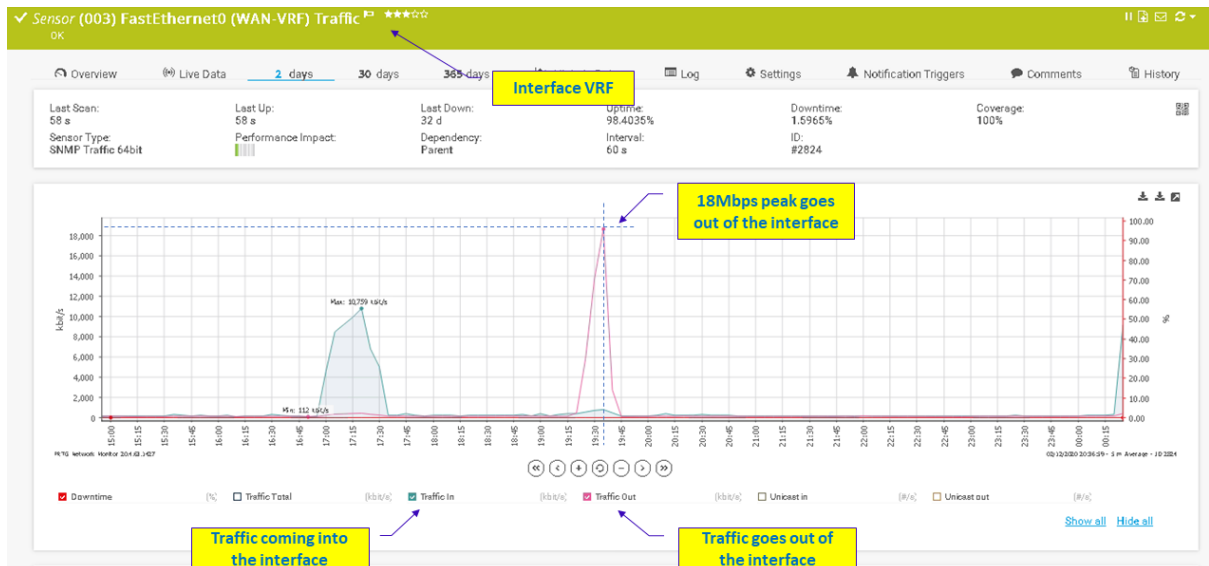 Sensor (003) FastEthernet0 (WAN-VRF) Traffic
OK
Overview Live Data 2 days 30 days 365 days Log Settings Notification Triggers Comments History
Interface VRF
Last Scan: Last Up: Last Down: Uptime: Downtime: Coverage:
58 s 58 s 32 d 98.4035% 1.5965% 100%
Sensor Type: Performance Impact: Dependency: Interval: ID:
SNMP Traffic 64bit Parent 60 s #2824
18Mbps peak goes
out of the interface
kbit/s
18,000
16,000
14,000
12,000
10,000
8,000
6,000
4,000
2,000
0
Max: 10,759 kbit/s
Min: 112 kbit/s
100.00
90.00
80.00
70.00
60.00
50.00
40.00
30.00
20.00
10.00
0.00
%
15:00 15:15 15:30 15:45 16:00 16:15 16:30 16:45 17:00 17:15 17:30 17:45 18:00 18:15 18:30 18:45 19:00 19:15 19:30 19:45 20:00 20:15 20:30 20:45 21:00 21:15 21:30 21:45 22:00 22:15 22:30 22:45 23:00 23:15 23:30 23:45 00:00 00:15
PRTG Network Monitor 5 m Average - ID 2824
Downtime (%) Traffic Total (kbit/s) Traffic In (kbit/s) Traffic Out (kbit/s) Unicast in (#/s) Unicast out (#/s)
Show all Hide all
Traffic coming into
the interface
Traffic goes out of
the interface